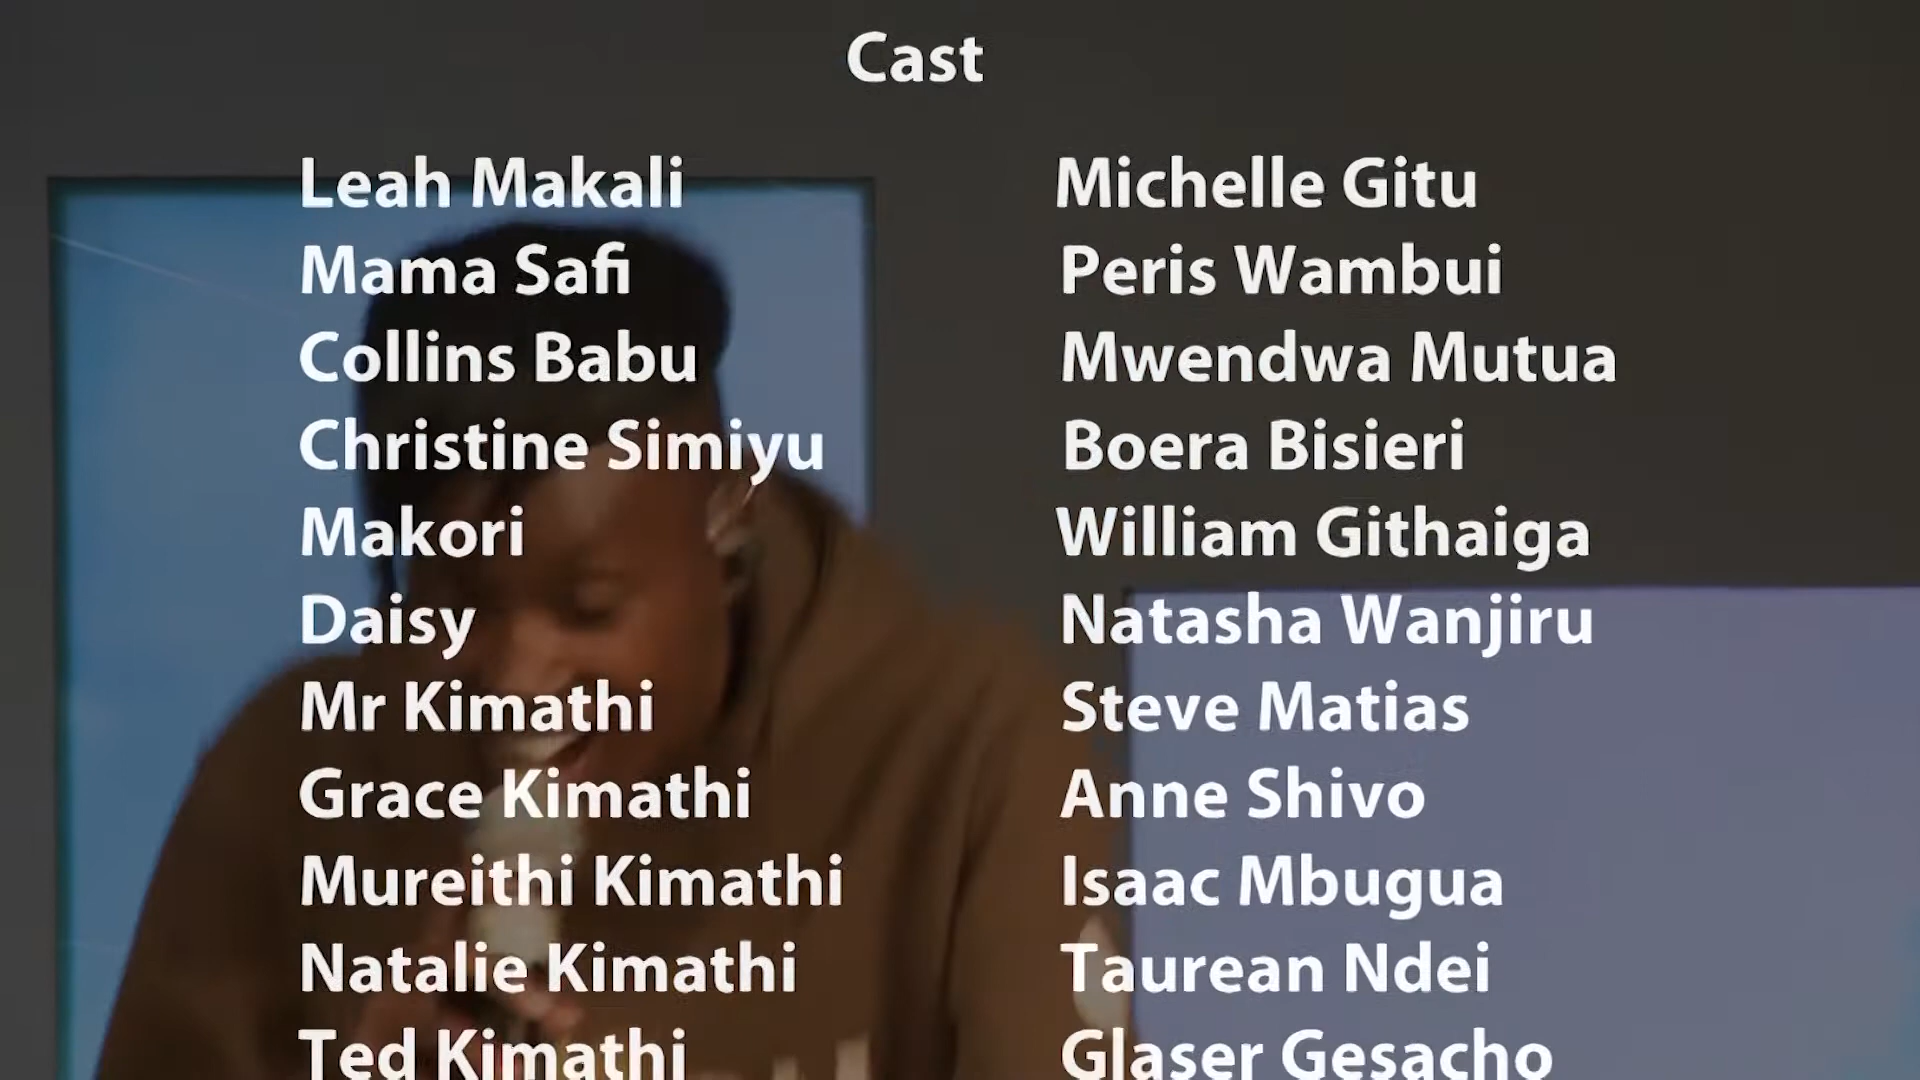 Cast
Leah Makali Michelle Gitu
Mama Safi Peris Wambui
Collins Babu Mwendwa Mutua
Christine Simiyu Boera Bisieri
Makori William Githaiga
Daisy Natasha Wanjiru
Mr Kimathi Steve Matias
Grace Kimathi Anne Shivo
Mureithi Kimathi Isaac Mbugua
Natalie Kimathi Taurean Ndei
Ted Kimathi Glaser Gesacho